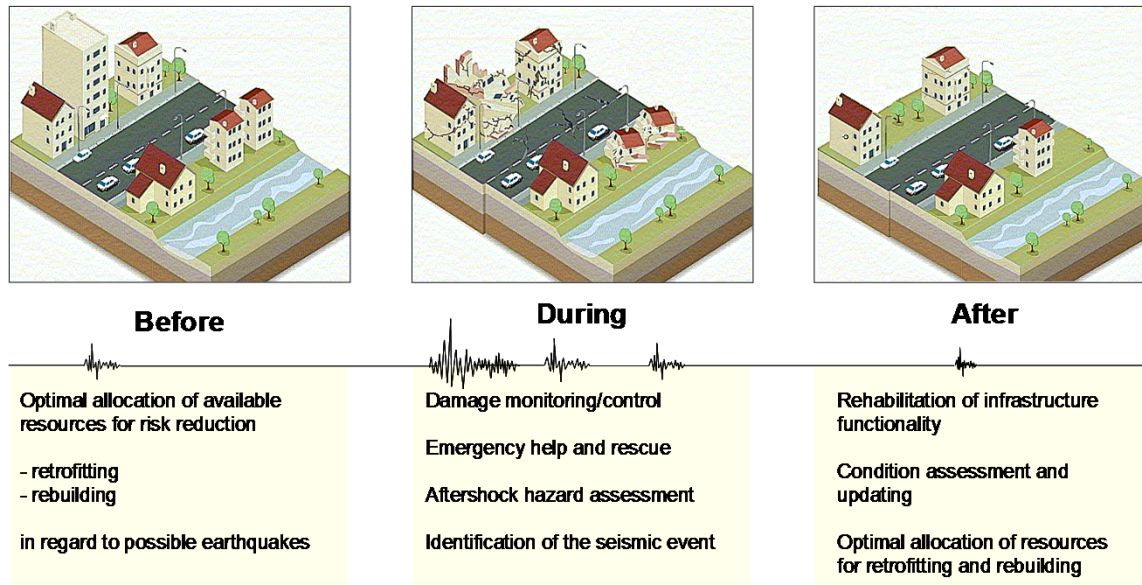 Before
During
After
Optimal allocation of available
resources for risk reduction
- retrofitting
- rebuilding
in regard to possible earthquakes
Damage monitoring/control
Emergency help and rescue
Aftershock hazard assessment
Identification of the seismic event
Rehabilitation of infrastructure
functionality
Condition assessment and
updating
Optimal allocation of resources
for retrofitting and rebuilding